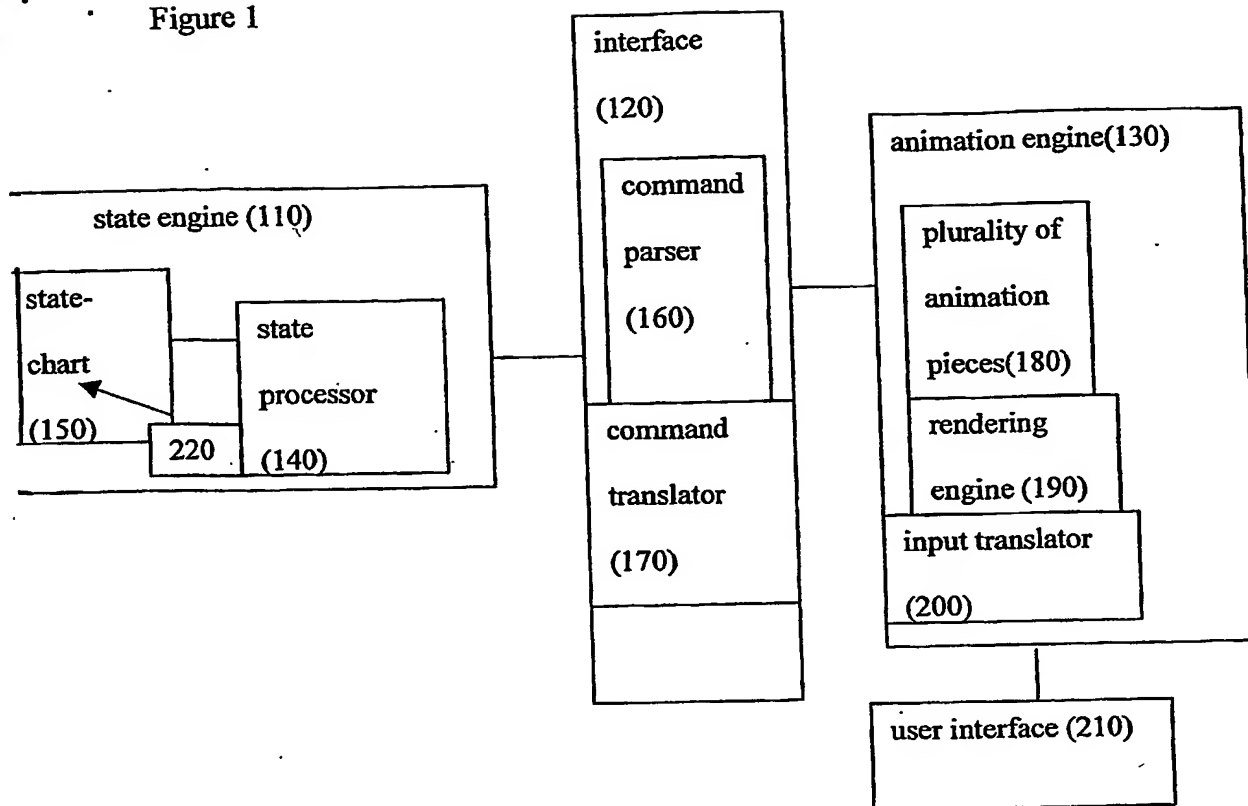 Figure 1
state engine (110)
state-
chart
(150)
220
state
processor
(140)
interface
(120)
command
parser
(160)
command
translator
(170)
animation engine(130)
plurality of
animation
pieces(180)
rendering
engine (190)
input translator
(200)
user interface (210)